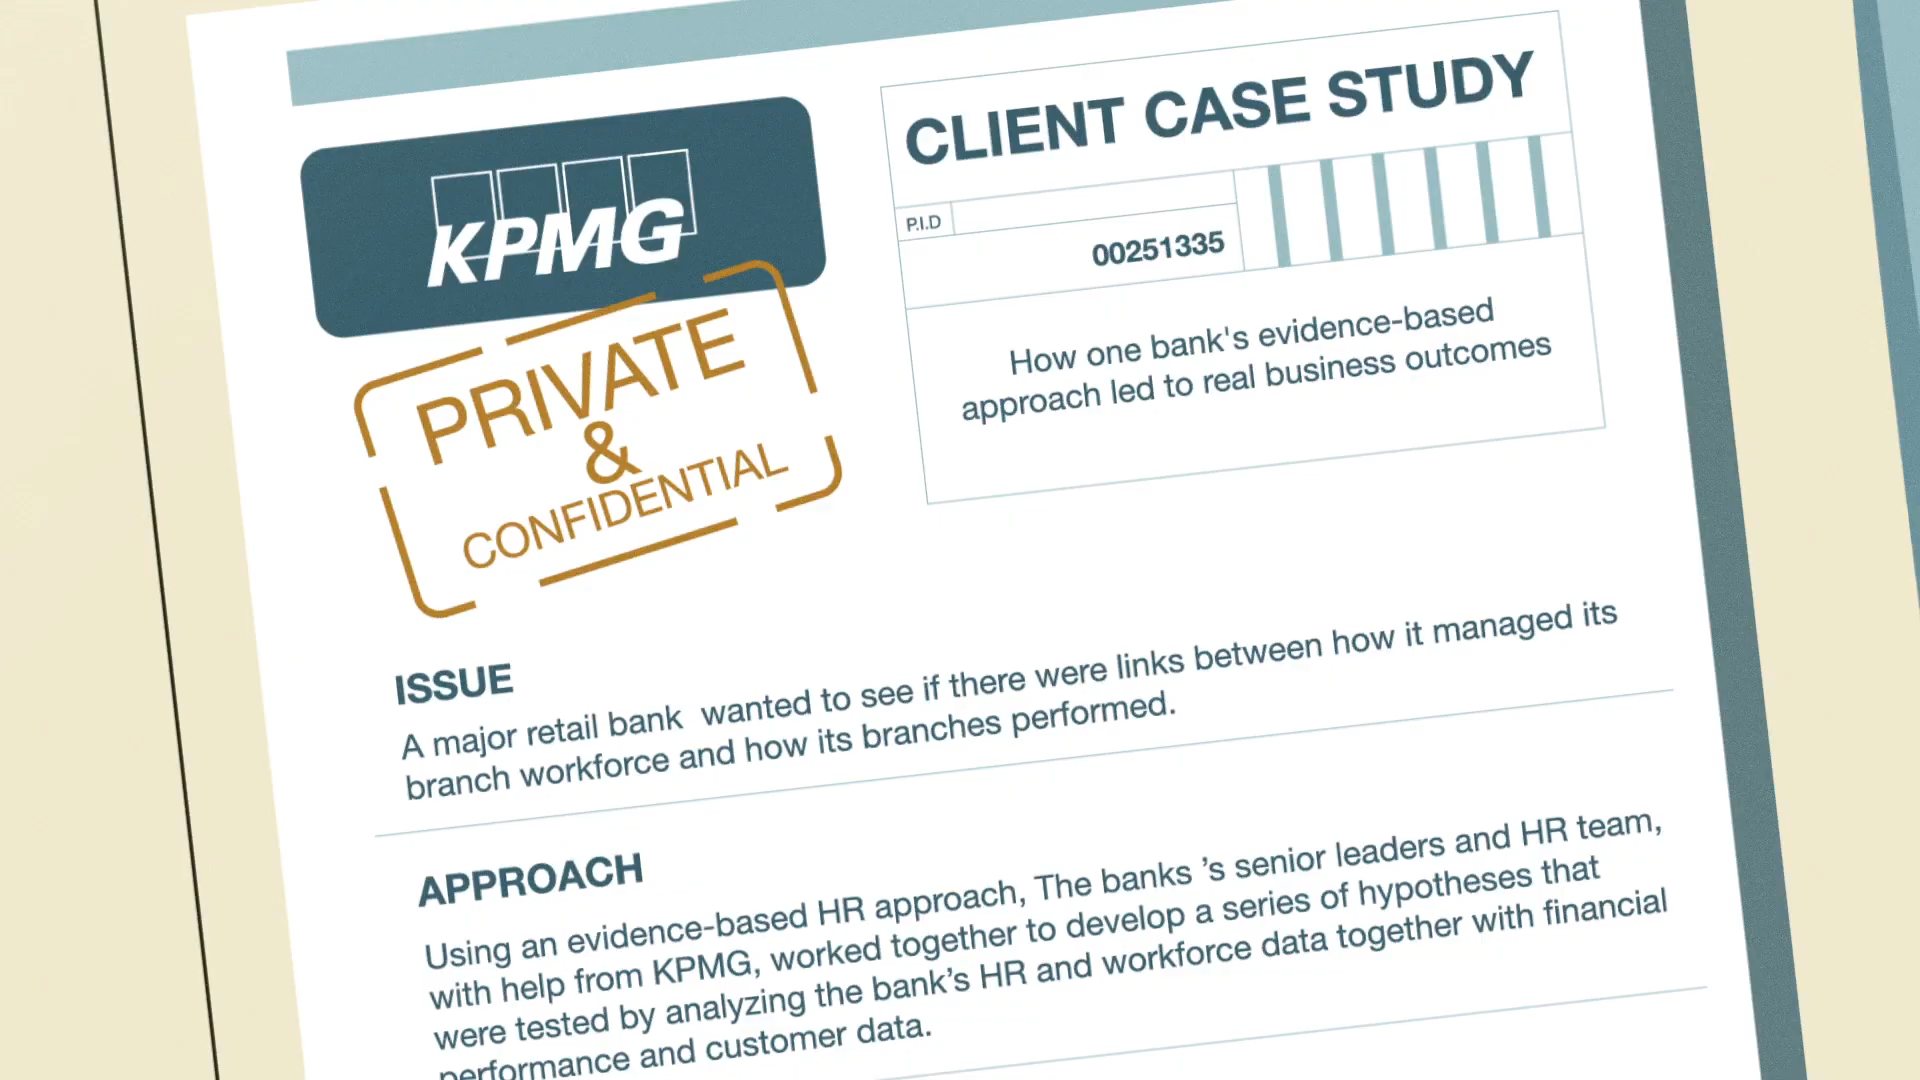 KPMG
PRIVATE
&
CONFIDENTIAL
CLIENT CASE STUDY
P.I.D
00251335
How one bank's evidence-based
approach led to real business outcomes
ISSUE
A major retail bank  wanted to see if there were links between how it managed its
branch workforce and how its branches performed.
APPROACH
Using an evidence-based HR approach, The banks ’s senior leaders and HR team,
with help from KPMG, worked together to develop a series of hypotheses that
were tested by analyzing the bank’s HR and workforce data together with financial
performance and customer data.